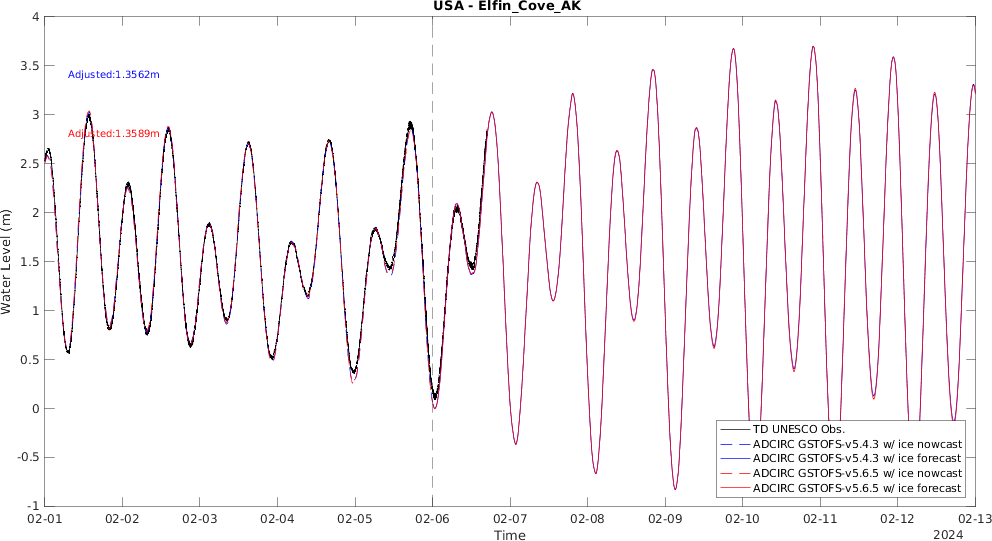 USA - Elfin_Cove_AK
4
3.5
3
2.5
2
1.5
1
0.5
0
-0.5
-1
Water Level (m)
Adjusted:1.3562m
Adjusted:1.3589m
TD UNESCO Obs.
ADCIRC GSTOFS-v5.4.3 w/ ice nowcast
ADCIRC GSTOFS-v5.4.3 w/ ice forecast
ADCIRC GSTOFS-v5.6.5 w/ ice nowcast
ADCIRC GSTOFS-v5.6.5 w/ ice forecast
02-01 02-02 02-03 02-04 02-05 02-06 02-07 02-08 02-09 02-10 02-11 02-12 02-13
Time
2024